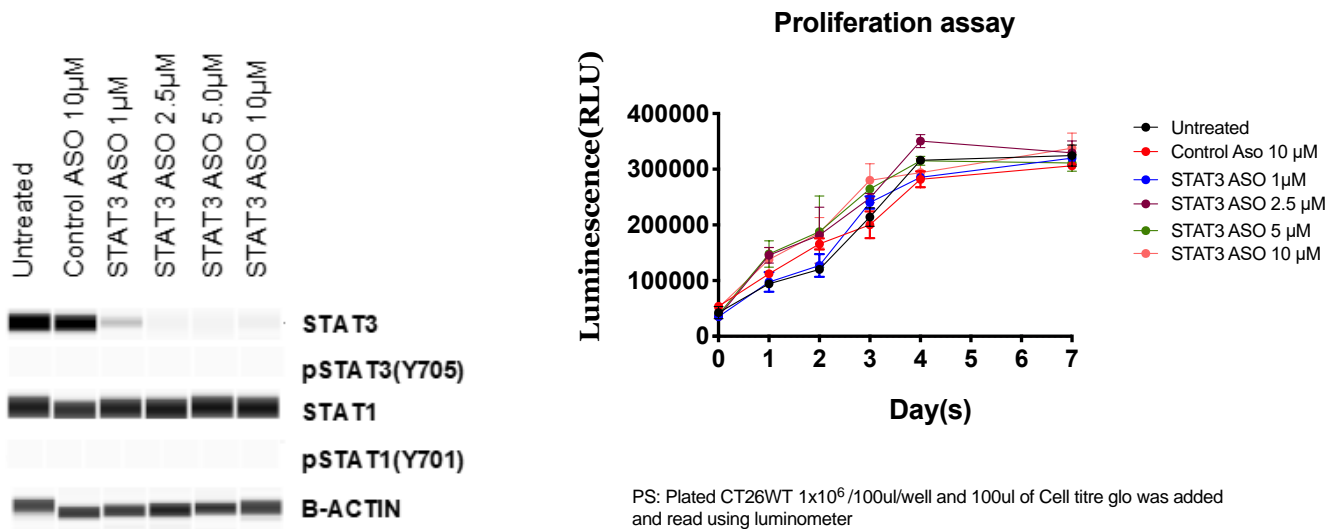 Untreated
Control ASO 10µM
STAT3 ASO 1µM
STAT3 ASO 2.5µM
STAT3 ASO 5.0µM
STAT3 ASO 10µM
STAT3
pSTAT3(Y705)
STAT1
pSTAT1(Y701)
B-ACTIN
Proliferation assay
Luminescence(RLU)
400000
300000
200000
100000
0
0 1 2 3 4 5 6 7
Day(s)
Untreated
Control Aso 10 µM
STAT3 ASO 1µM
STAT3 ASO 2.5 µM
STAT3 ASO 5 µM
STAT3 ASO 10 µM
PS: Plated CT26WT 1x10⁶ /100ul/well and 100ul of Cell titre glo was added
and read using luminometer